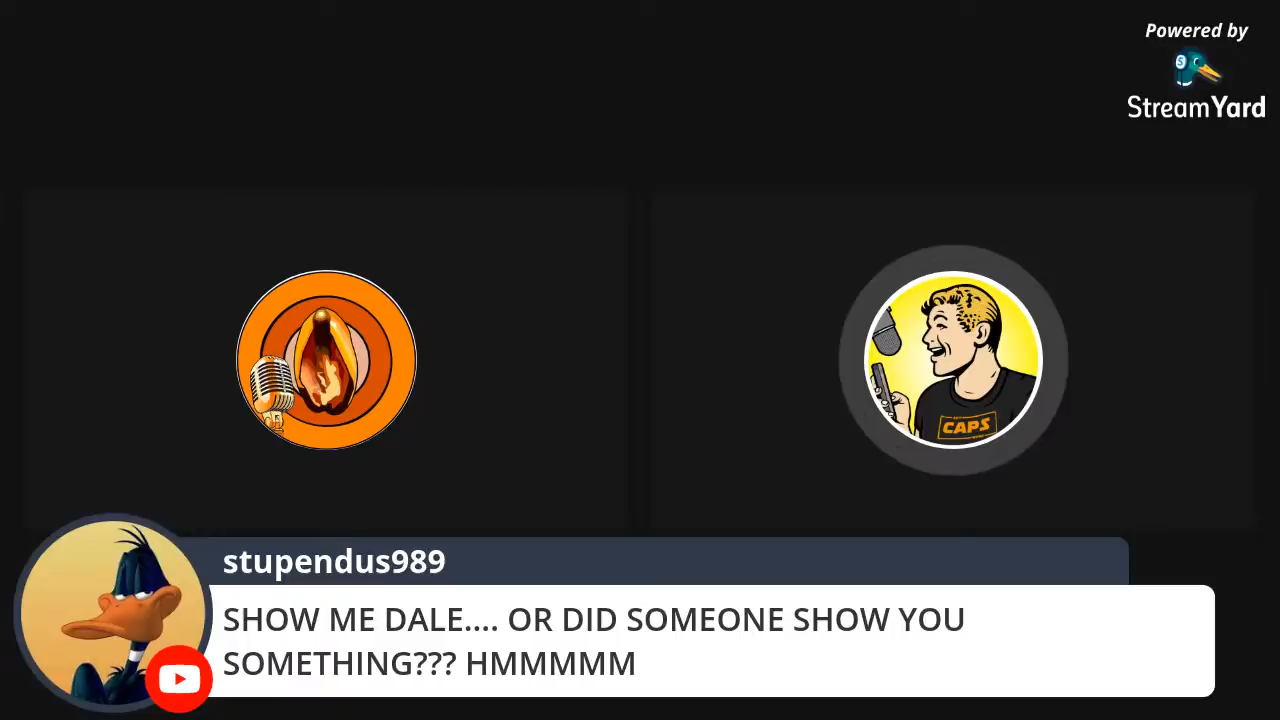 Powered by
StreamYard
CAPS
stupendus989
SHOW ME DALE.... OR DID SOMEONE SHOW YOU
SOMETHING??? HMMMMM